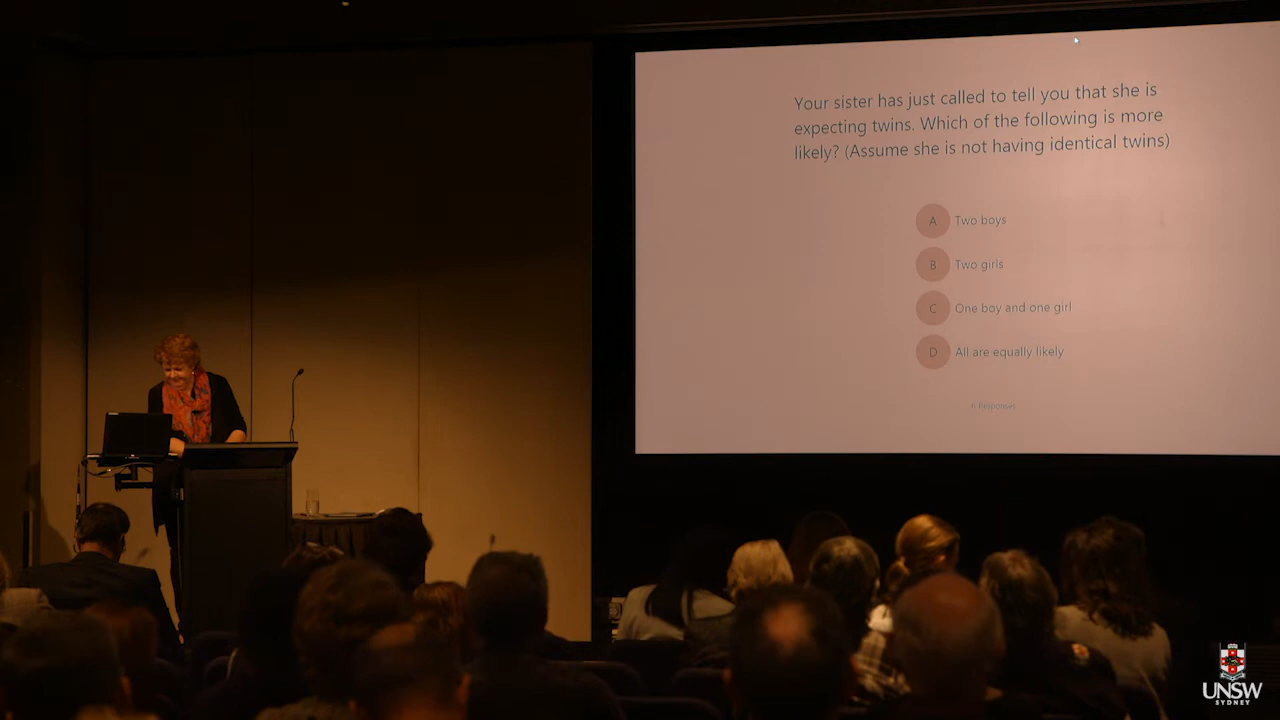 Your sister has just called to tell you that she is
expecting twins. Which of the following is more
likely? (Assume she is not having identical twins)
A Two boys
B Two girls
C One boy and one girl
D All are equally likely
6 Responses
UNSW
SYDNEY